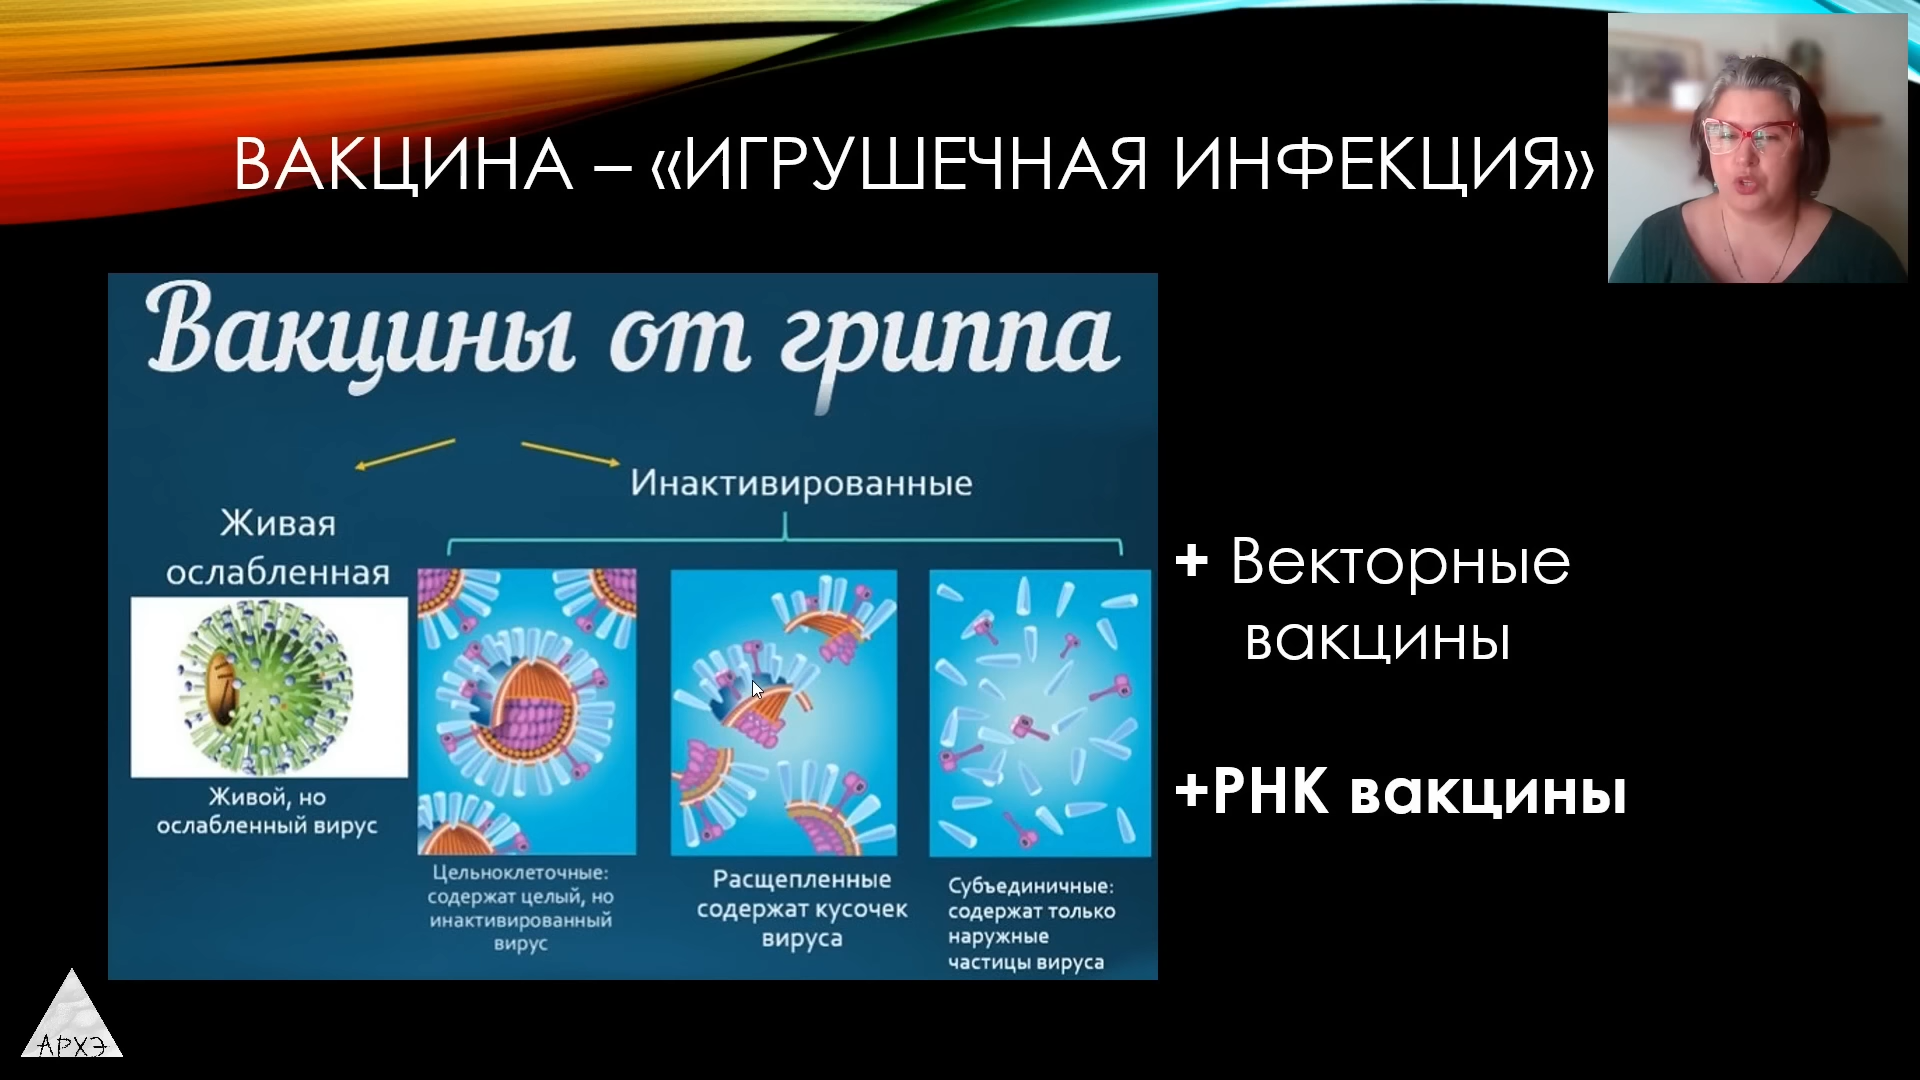 ВАКЦИНА – «ИГРУШЕЧНАЯ ИНФЕКЦИЯ»
Вакцины от гриппа
Инактивированные
Живая
ослабленная
Живой, но
ослабленный вирус
Цельноклеточные:
содержат целый, но
инактивированный
вирус
Расщепленные
содержат кусочек
вируса
Субъединичные:
содержат только
наружные
частицы вируса
+ Векторные
вакцины
+РНК вакцины
АРХЭ